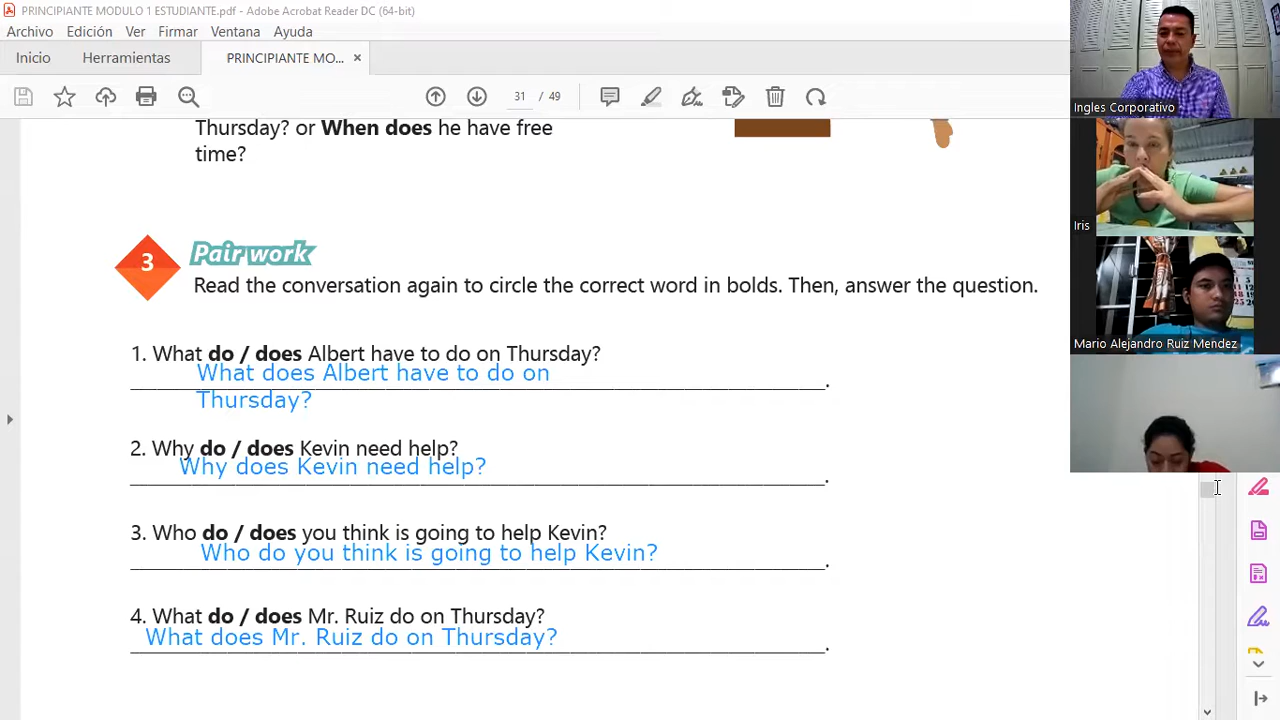 PRINCIPIANTE MODULO 1 ESTUDIANTE.pdf - Adobe Acrobat Reader DC (64-bit)
Archivo Edición Ver Firmar Ventana Ayuda
Inicio Herramientas PRINCIPIANTE MO... ×
31 / 49
Thursday? or When does he have free
time?
3 Pair work
Read the conversation again to circle the correct word in bolds. Then, answer the question.
1. What do / does Albert have to do on Thursday?
What does Albert have to do on
Thursday?
2. Why do / does Kevin need help?
Why does Kevin need help?
3. Who do / does you think is going to help Kevin?
Who do you think is going to help Kevin?
4. What do / does Mr. Ruiz do on Thursday?
What does Mr. Ruiz do on Thursday?
Ingles Corporativo
Iris
Mario Alejandro Ruiz Mendez